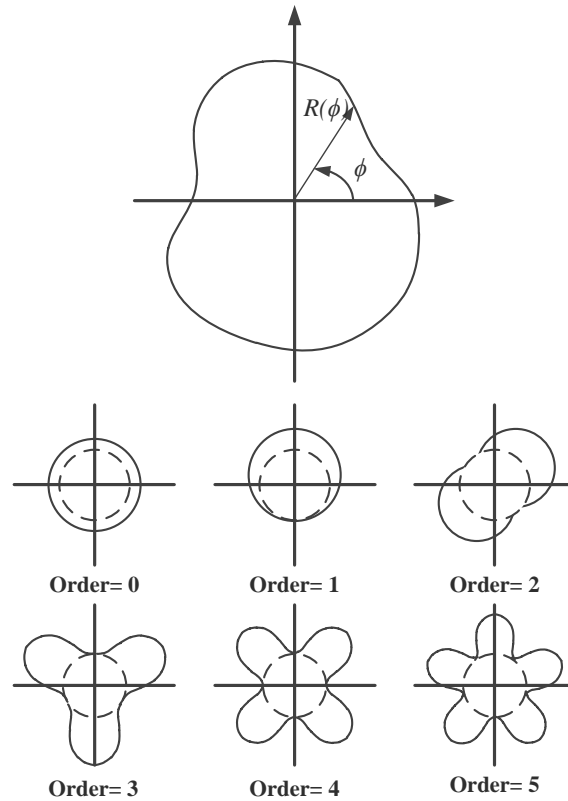 R(ϕ)
ϕ
Order= 0
Order= 1
Order= 2
Order= 3
Order= 4
Order= 5